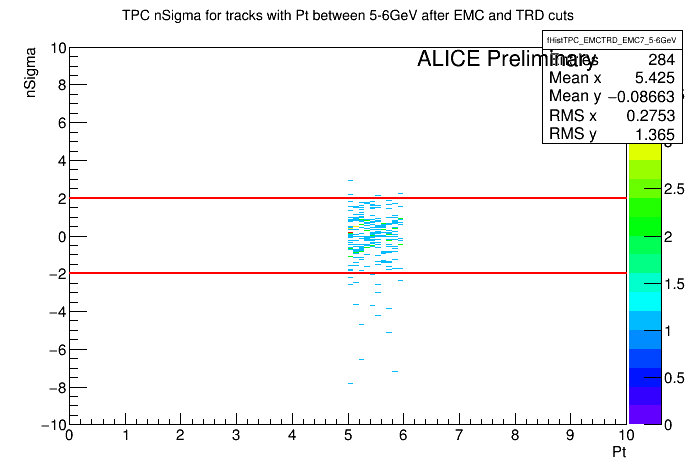 TPC nSigma for tracks with Pt between 5-6GeV after EMC and TRD cuts
nSigma
ALICE Preliminary
fHistTPC_EMCTRD_EMC7_5-6GeV
Entries 284
Mean x 5.425
Mean y −0.08663
RMS x 0.2753
RMS y 1.365
10
8
6
4
2
0
−2
−4
−6
−8
−10
0 1 2 3 4 5 6 7 8 9 10
Pt
3
2.5
2
1.5
1
0.5
0